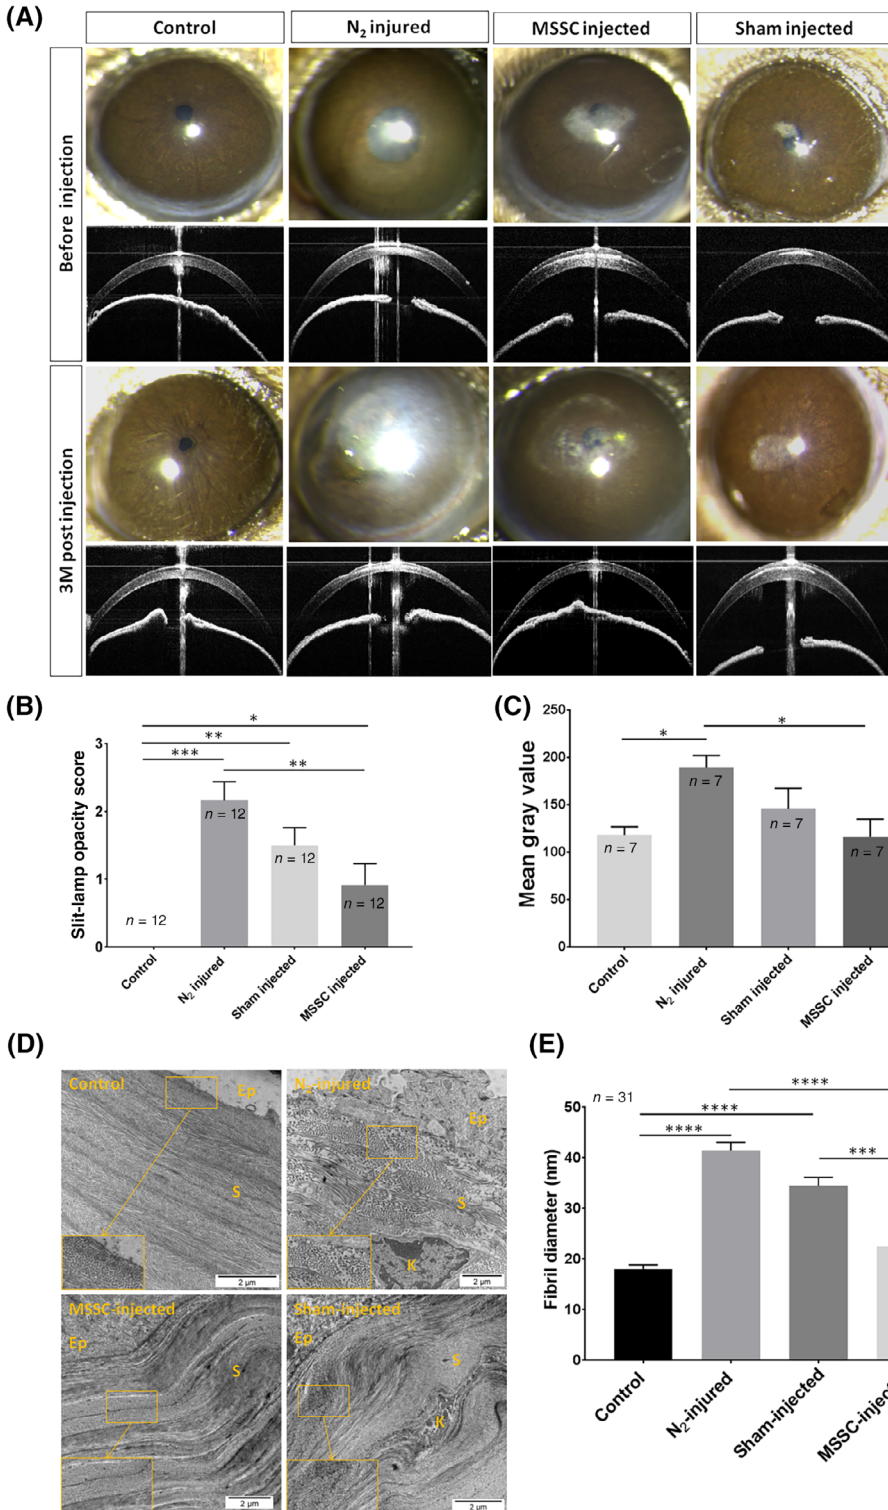 (A)
Control
N2 injured
MSSC injected
Sham injected
Before injection
3M post injection
(B)
Slit-lamp opacity score
3
2
1
0
*
**
***
**
n = 12
n = 12
n = 12
n = 12
Control
N2 injured
Sham injected
MSSC injected
(C)
Mean gray value
250
200
150
100
50
0
*
*
n = 7
n = 7
n = 7
n = 7
Control
N2 injured
Sham injected
MSSC injected
(D)
Control
Ep
S
2 µm
N2-injured
Ep
S
K
2 µm
MSSC-injected
Ep
S
2 µm
Sham-injected
Ep
S
K
2 µm
(E)
Fibril diameter (nm)
n = 31
50
40
30
20
10
0
****
****
****
***
Control
N2-injured
Sham-injected
MSSC-injec